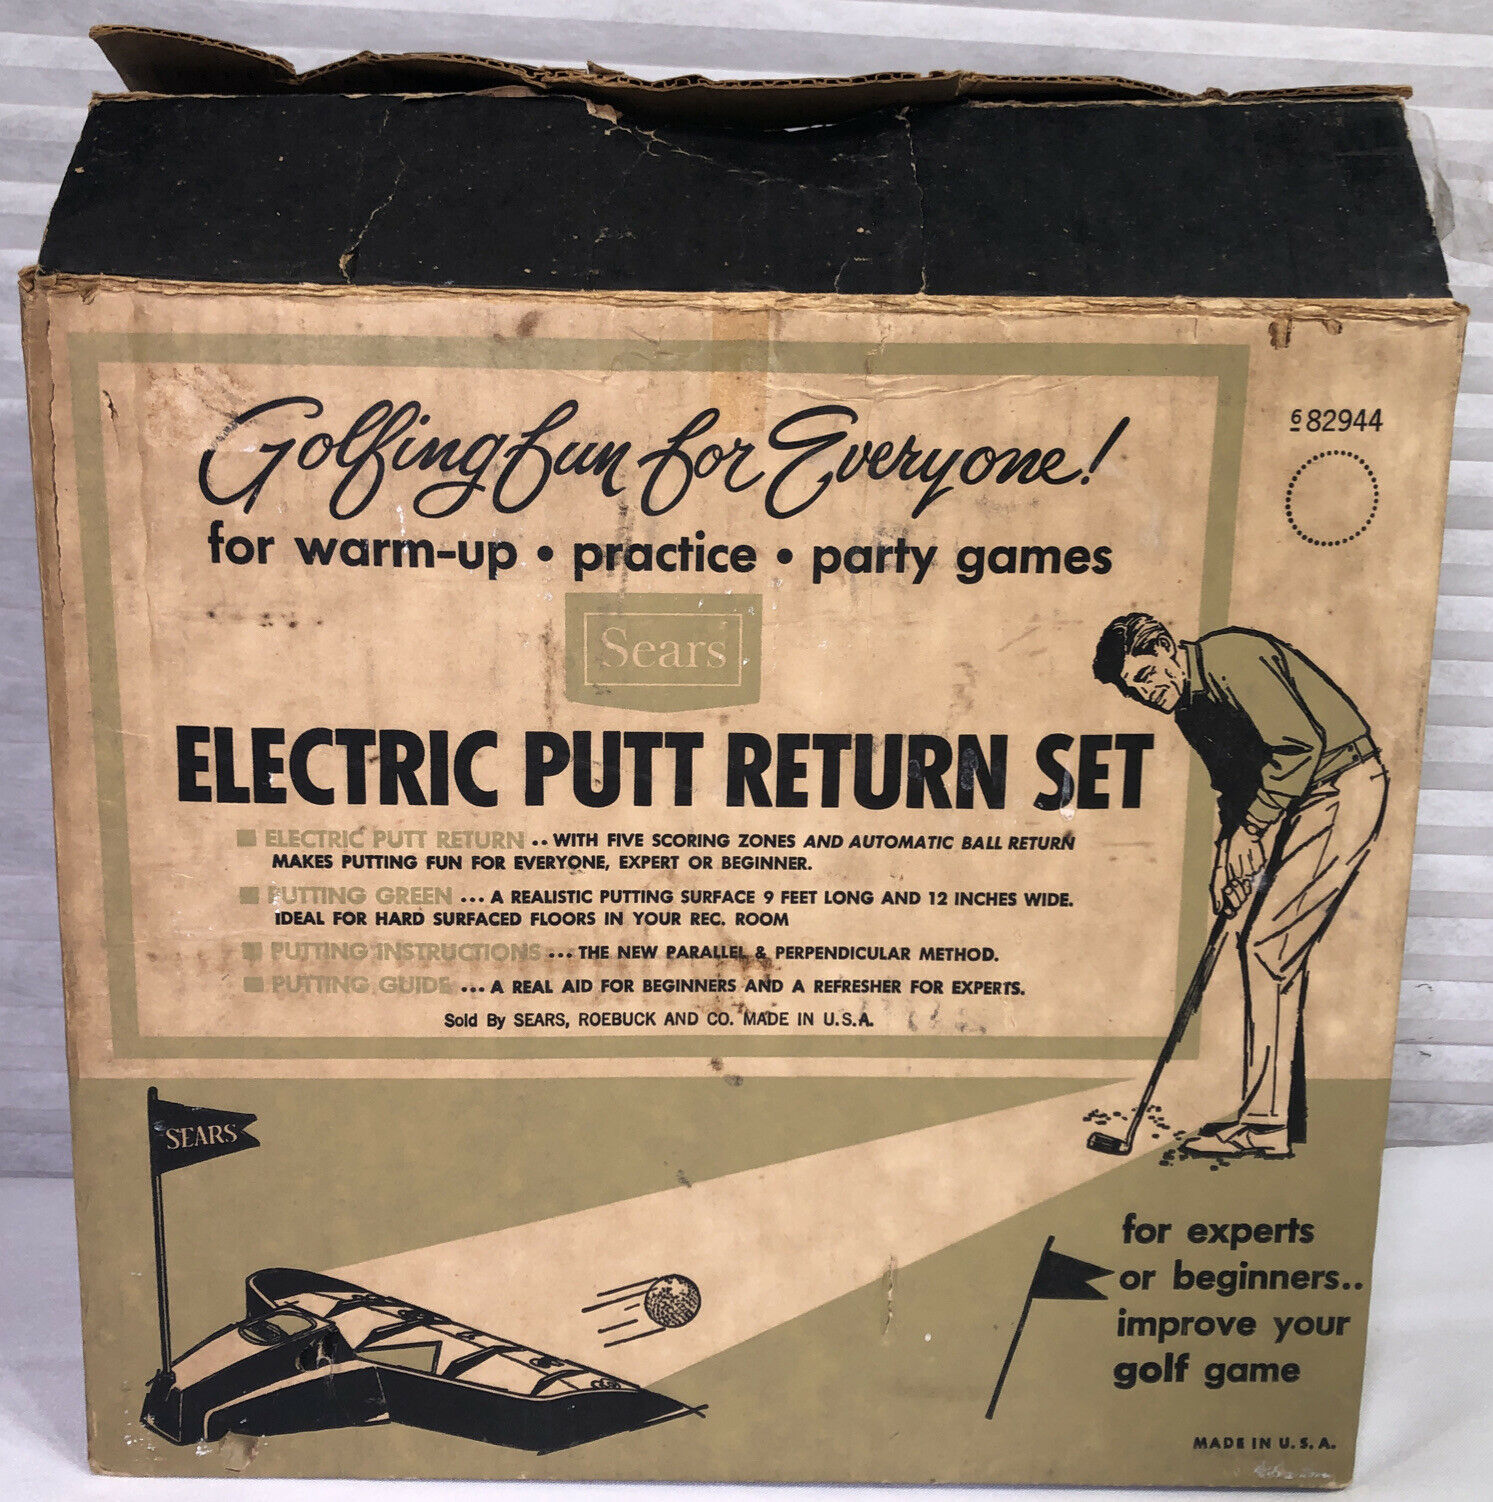 Golfing fun for Everyone!
for warm-up • practice • party games
682944
Sears
ELECTRIC PUTT RETURN SET
■ ELECTRIC PUTT RETURN .. WITH FIVE SCORING ZONES AND AUTOMATIC BALL RETURN
MAKES PUTTING FUN FOR EVERYONE, EXPERT OR BEGINNER.
■ PUTTING GREEN ... A REALISTIC PUTTING SURFACE 9 FEET LONG AND 12 INCHES WIDE.
IDEAL FOR HARD SURFACED FLOORS IN YOUR REC. ROOM
■ PUTTING INSTRUCTIONS ... THE NEW PARALLEL & PERPENDICULAR METHOD.
■ PUTTING GUIDE ... A REAL AID FOR BEGINNERS AND A REFRESHER FOR EXPERTS.
Sold By SEARS, ROEBUCK AND CO. MADE IN U.S.A.
SEARS
for experts
or beginners..
improve your
golf game
MADE IN U.S.A.